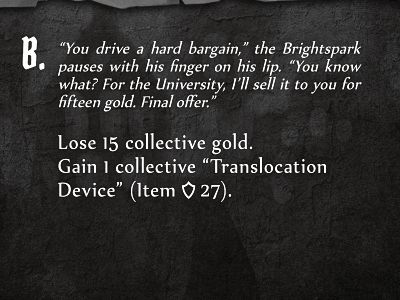 B.
“You drive a hard bargain,” the Brightspark
pauses with his finger on his lip. “You know
what? For the University, I’ll sell it to you for
fifteen gold. Final offer.”
Lose 15 collective gold.
Gain 1 collective “Translocation
Device” (Item 27).